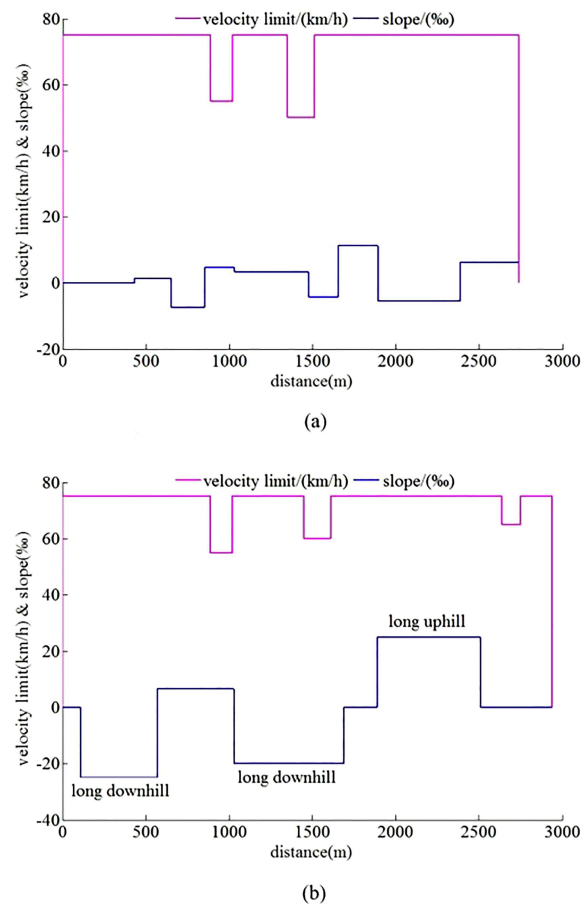 velocity limit/(km/h) slope/(‰)
80
60
40
20
0
-20
0 500 1000 1500 2000 2500 3000
velocity limit(km/h) & slope(‰)
distance(m)
(a)
velocity limit/(km/h) slope/(‰)
80
60
40
20
0
-20
-40
long uphill
long downhill
long downhill
0 500 1000 1500 2000 2500 3000
velocity limit(km/h) & slope(‰)
distance(m)
(b)